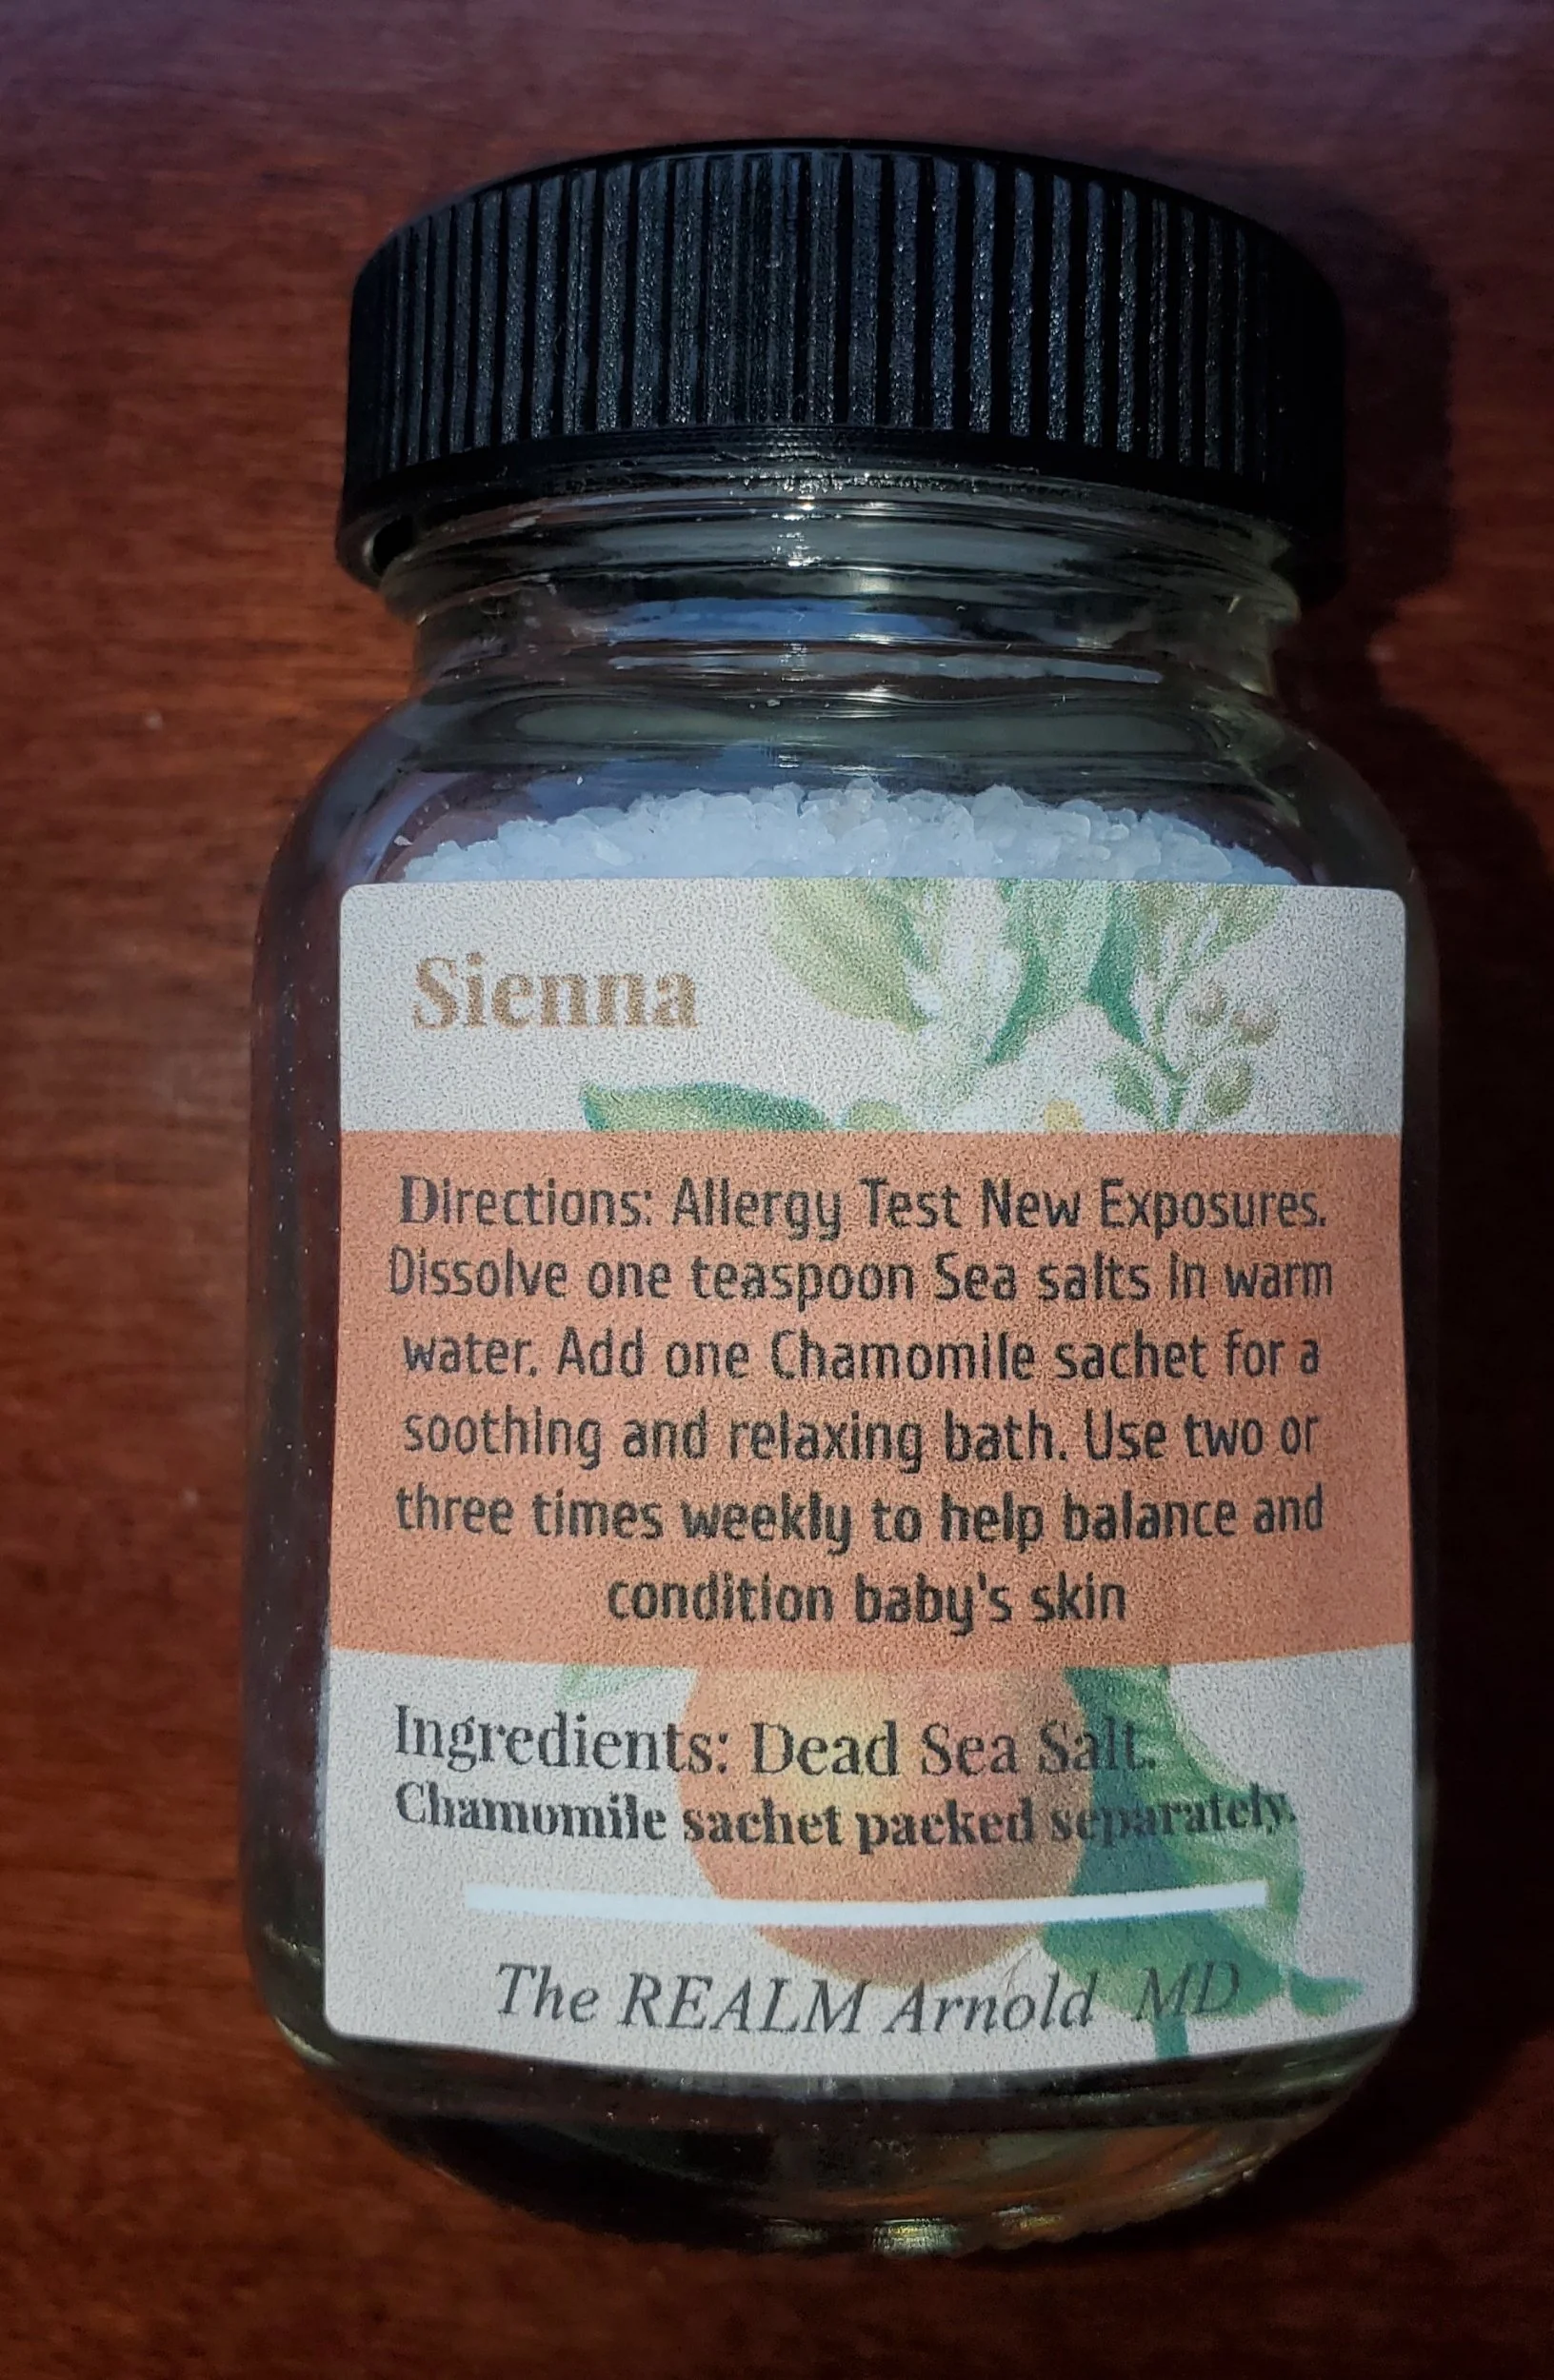 Sienna
Directions: Allergy Test New Exposures.
Dissolve one teaspoon Sea salts in warm
water. Add one Chamomile sachet for a
soothing and relaxing bath. Use two or
three times weekly to help balance and
condition baby's skin
Ingredients: Dead Sea Salt.
Chamomile sachet packed separately.
The REALM Arnold MD